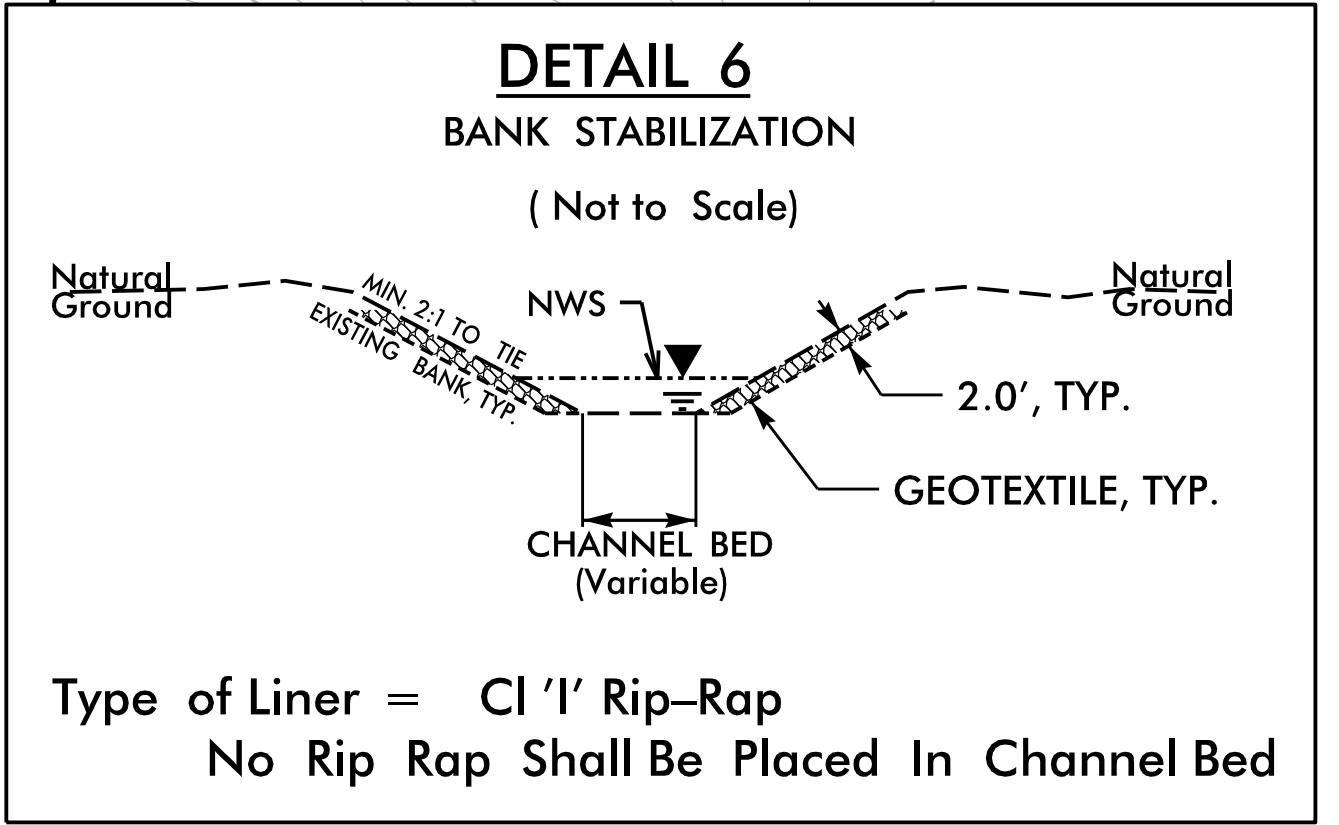 DETAIL 6
BANK STABILIZATION
( Not to Scale)
Natural
Ground
MIN. 2:1 TO TIE
EXISTING BANK, TYP.
NWS
Natural
Ground
2.0', TYP.
GEOTEXTILE, TYP.
CHANNEL BED
(Variable)
Type of Liner = Cl 'I' Rip–Rap
No Rip Rap Shall Be Placed In Channel Bed